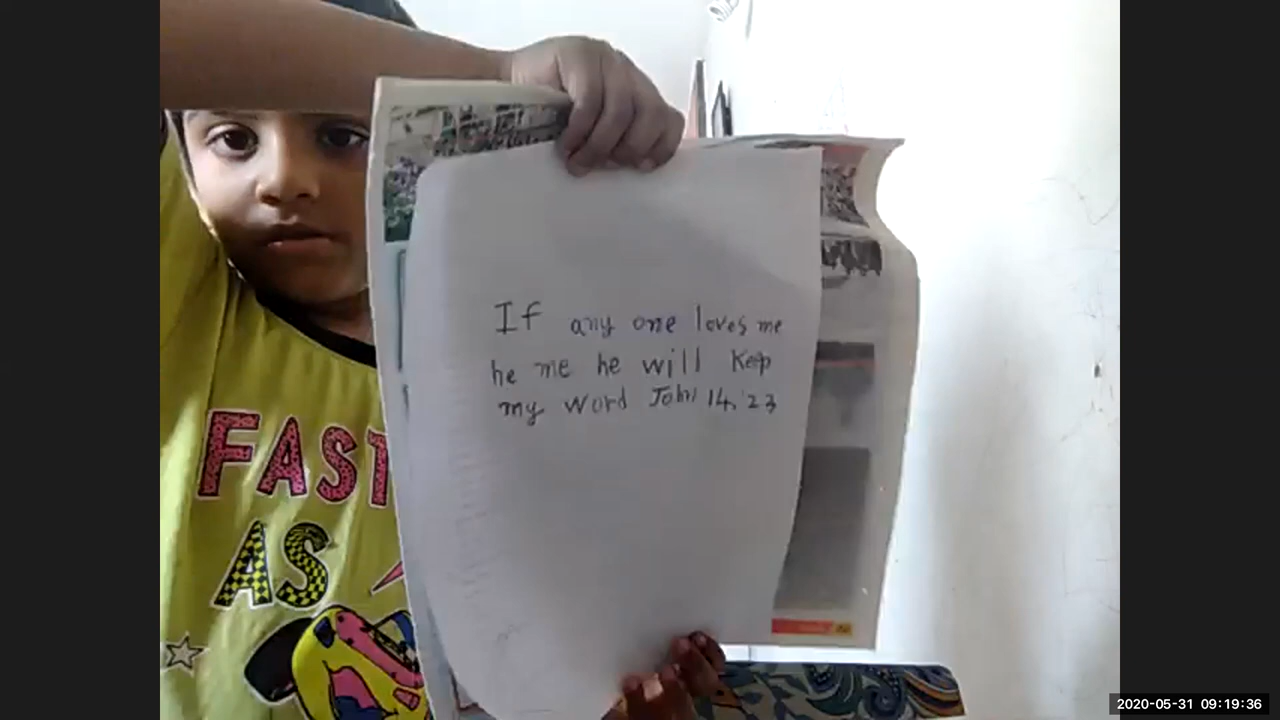 If any one loves me
he me he will Keep
my word John 14:23
FAST
AS
2020-05-31 09:19:36